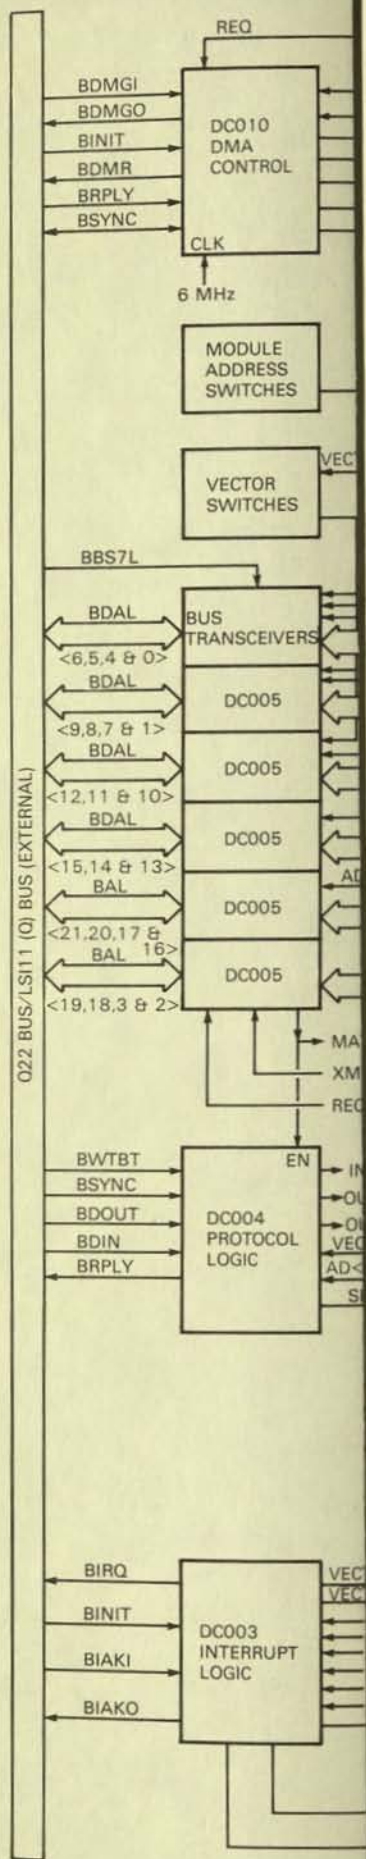 REQ
BDMGI
BDMGO
BINIT
BDMR
BRPLY
BSYNC
DC010
DMA
CONTROL
CLK
6 MHz
MODULE
ADDRESS
SWITCHES
VECTOR
SWITCHES
BBS7L
BUS
TRANSCEIVERS
BDAL
<6,5,4 & 0>
BDAL
<9,8,7 & 1>
DC005
BDAL
<12,11 & 10>
DC005
BDAL
<15,14 & 13>
DC005
BAL
<21,20,17 &
16>
DC005
BAL
<19,18,3 & 2>
DC005
Q22 BUS/LSI11 (Q) BUS (EXTERNAL)
BWTBT
BSYNC
BDOUT
BDIN
BRPLY
EN
DC004
PROTOCOL
LOGIC
AD<
BIRQ
BINIT
BIAKI
BIAKO
DC003
INTERRUPT
LOGIC